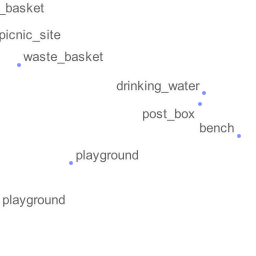 _basket
picnic_site
waste_basket
drinking_water
post_box
bench
playground
playground